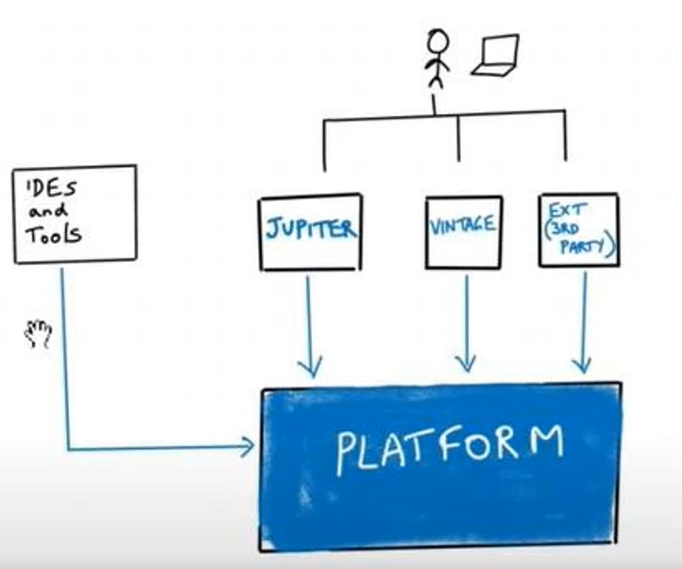 IDEs
and
Tools
JUPITER
VINTAGE
EXT
(3RD
PARTY)
PLATFORM